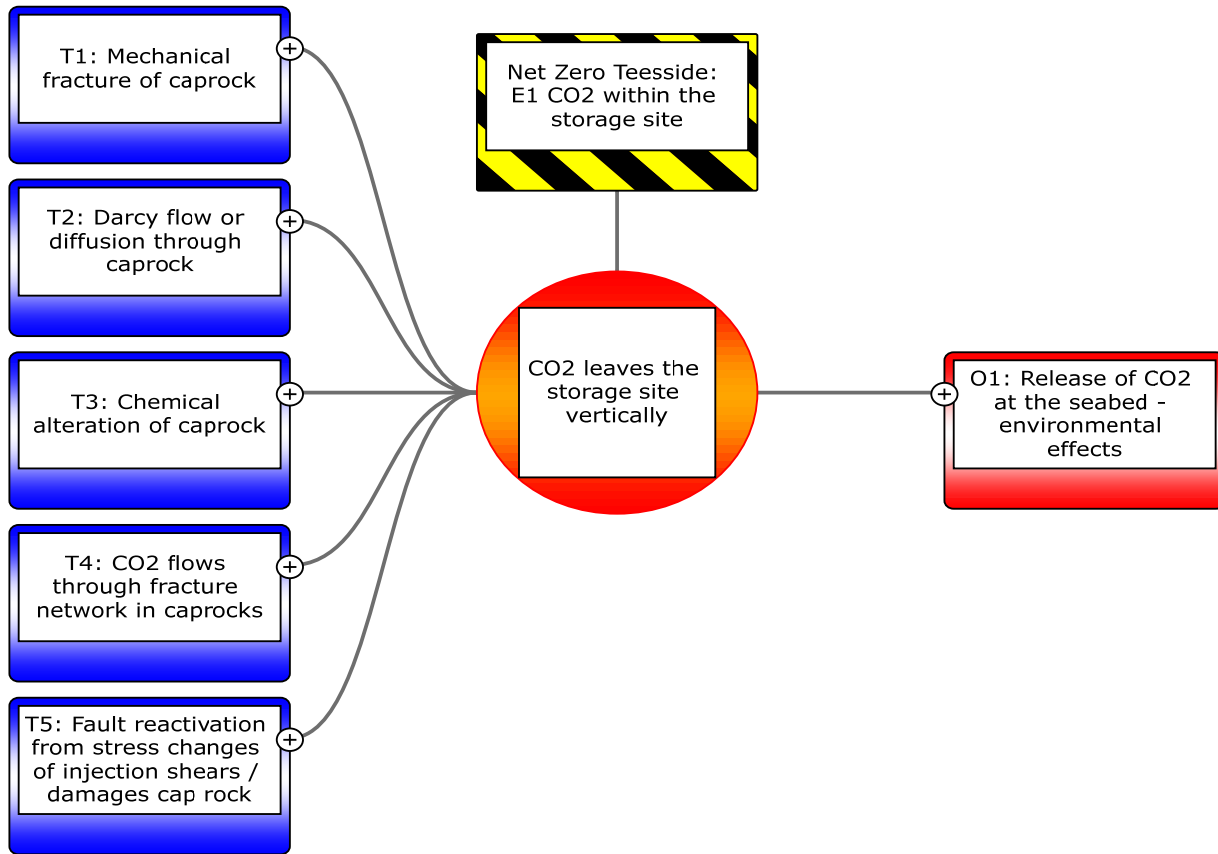 T1: Mechanical
fracture of caprock
T2: Darcy flow or
diffusion through
caprock
T3: Chemical
alteration of caprock
T4: CO2 flows
through fracture
network in caprocks
T5: Fault reactivation
from stress changes
of injection shears /
damages cap rock
Net Zero Teesside:
E1 CO2 within the
storage site
CO2 leaves the
storage site
vertically
O1: Release of CO2
at the seabed -
environmental
effects